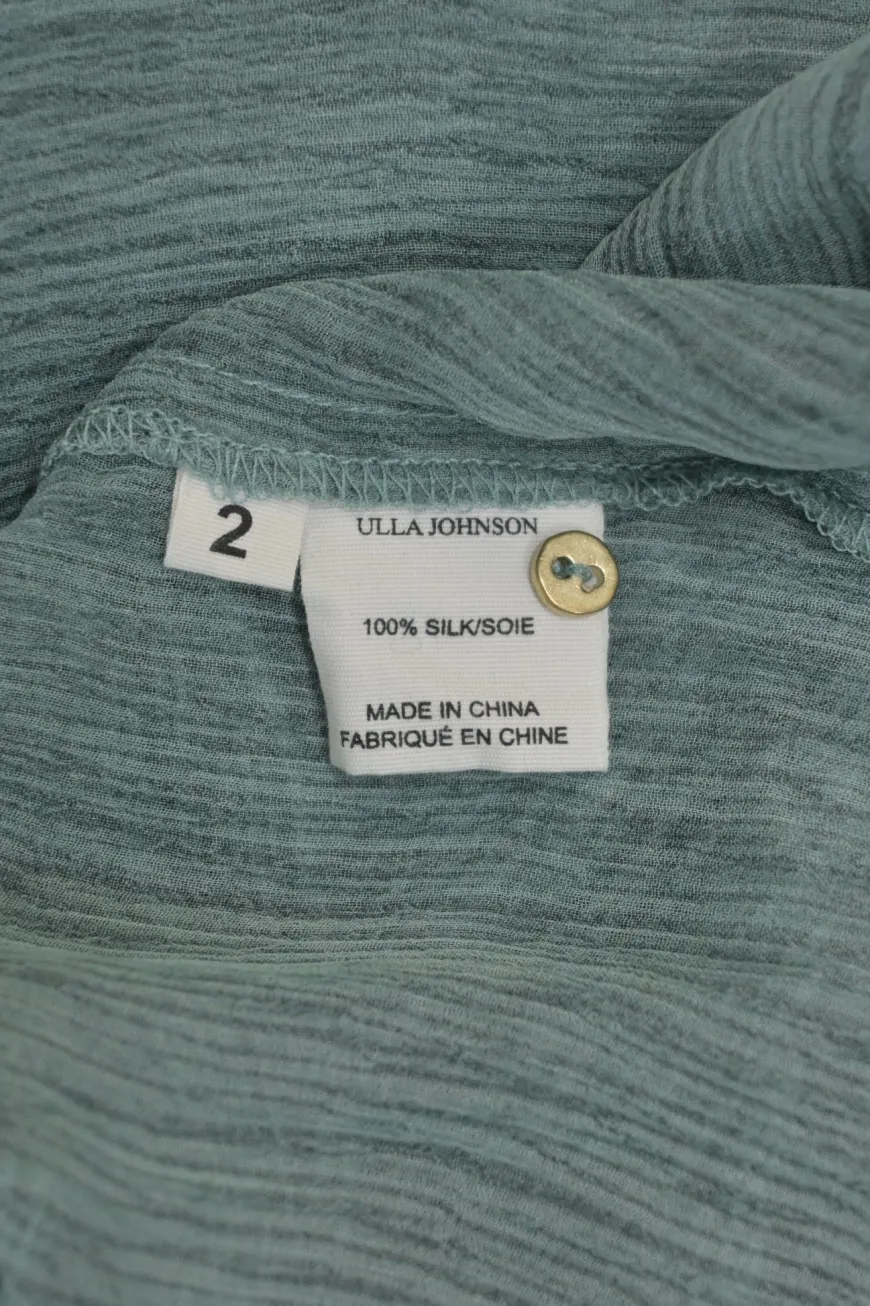 2
ULLA JOHNSON
100% SILK/SOIE
MADE IN CHINA
FABRIQUÉ EN CHINE